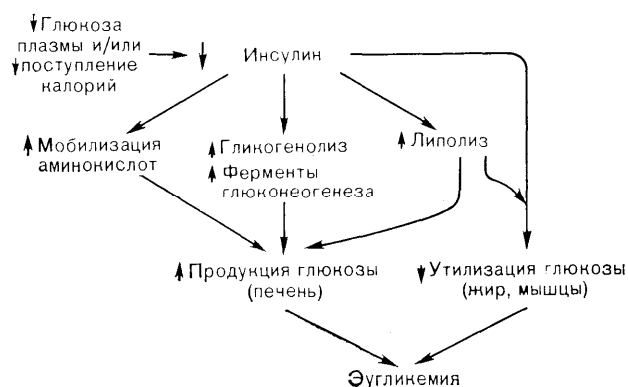 Глюкоза
плазмы и/или
поступление
калорий
Инсулин
Мобилизация
аминокислот
Гликогенолиз
Ферменты
глюконеогенеза
Липолиз
Продукция глюкозы
(печень)
Утилизация глюкозы
(жир, мышцы)
Эугликемия